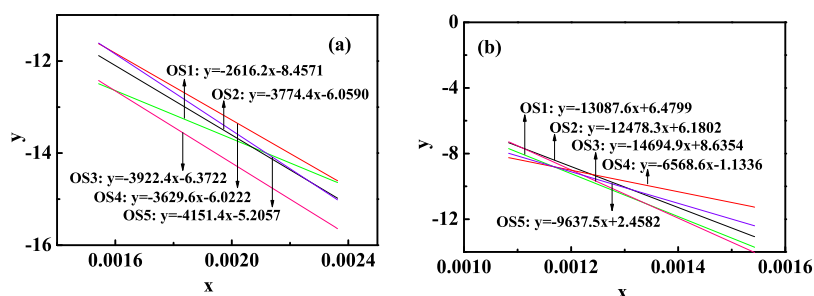 (a)
-12
OS1: y=-2616.2x-8.4571
OS2: y=-3774.4x-6.0590
y
-14
OS3: y=-3922.4x-6.3722
OS4: y=-3629.6x-6.0222
OS5: y=-4151.4x-5.2057
-16
0.0016 0.0020 0.0024
x
0
(b)
-4
OS1: y=-13087.6x+6.4799
OS2: y=-12478.3x+6.1802
y
OS3: y=-14694.9x+8.6354
-8
OS4: y=-6568.6x-1.1336
OS5: y=-9637.5x+2.4582
-12
0.0010 0.0012 0.0014 0.0016
x